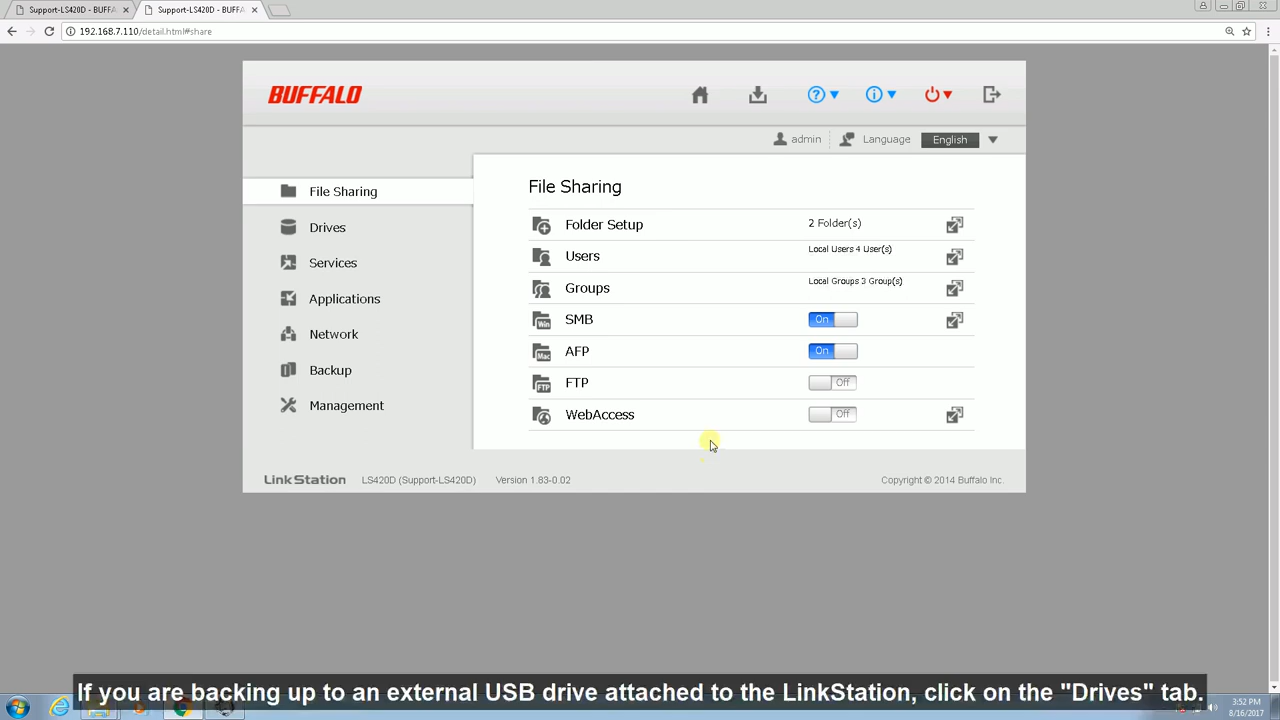 Support-LS420D - BUFFA
Support-LS420D - BUFFA
192.168.7.110/detail.html#share
BUFFALO
admin
Language
English
File Sharing
Drives
Services
Applications
Network
Backup
Management
File Sharing
Folder Setup
2 Folder(s)
Users
Local Users 4 User(s)
Groups
Local Groups 3 Group(s)
Win
SMB
On
Mac
AFP
On
FTP
FTP
Off
WebAccess
Off
LinkStation
LS420D (Support-LS420D)
Version 1.83-0.02
Copyright © 2014 Buffalo Inc.
If you are backing up to an external USB drive attached to the LinkStation, click on the "Drives" tab.
3:52 PM
8/16/2017